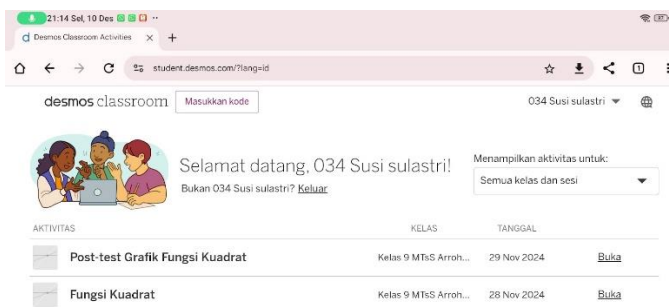 21:14 Sel, 10 Des
Desmos Classroom Activities
student.desmos.com/?lang=id
desmos classroom Masukkan kode 034 Susi sulastri
Selamat datang, 034 Susi sulastri!
Bukan 034 Susi sulastri? Keluar
Menampilkan aktivitas untuk:
Semua kelas dan sesi
AKTIVITAS KELAS TANGGAL
Post-test Grafik Fungsi Kuadrat Kelas 9 MTsS Arroh... 29 Nov 2024 Buka
Fungsi Kuadrat Kelas 9 MTsS Arroh... 28 Nov 2024 Buka